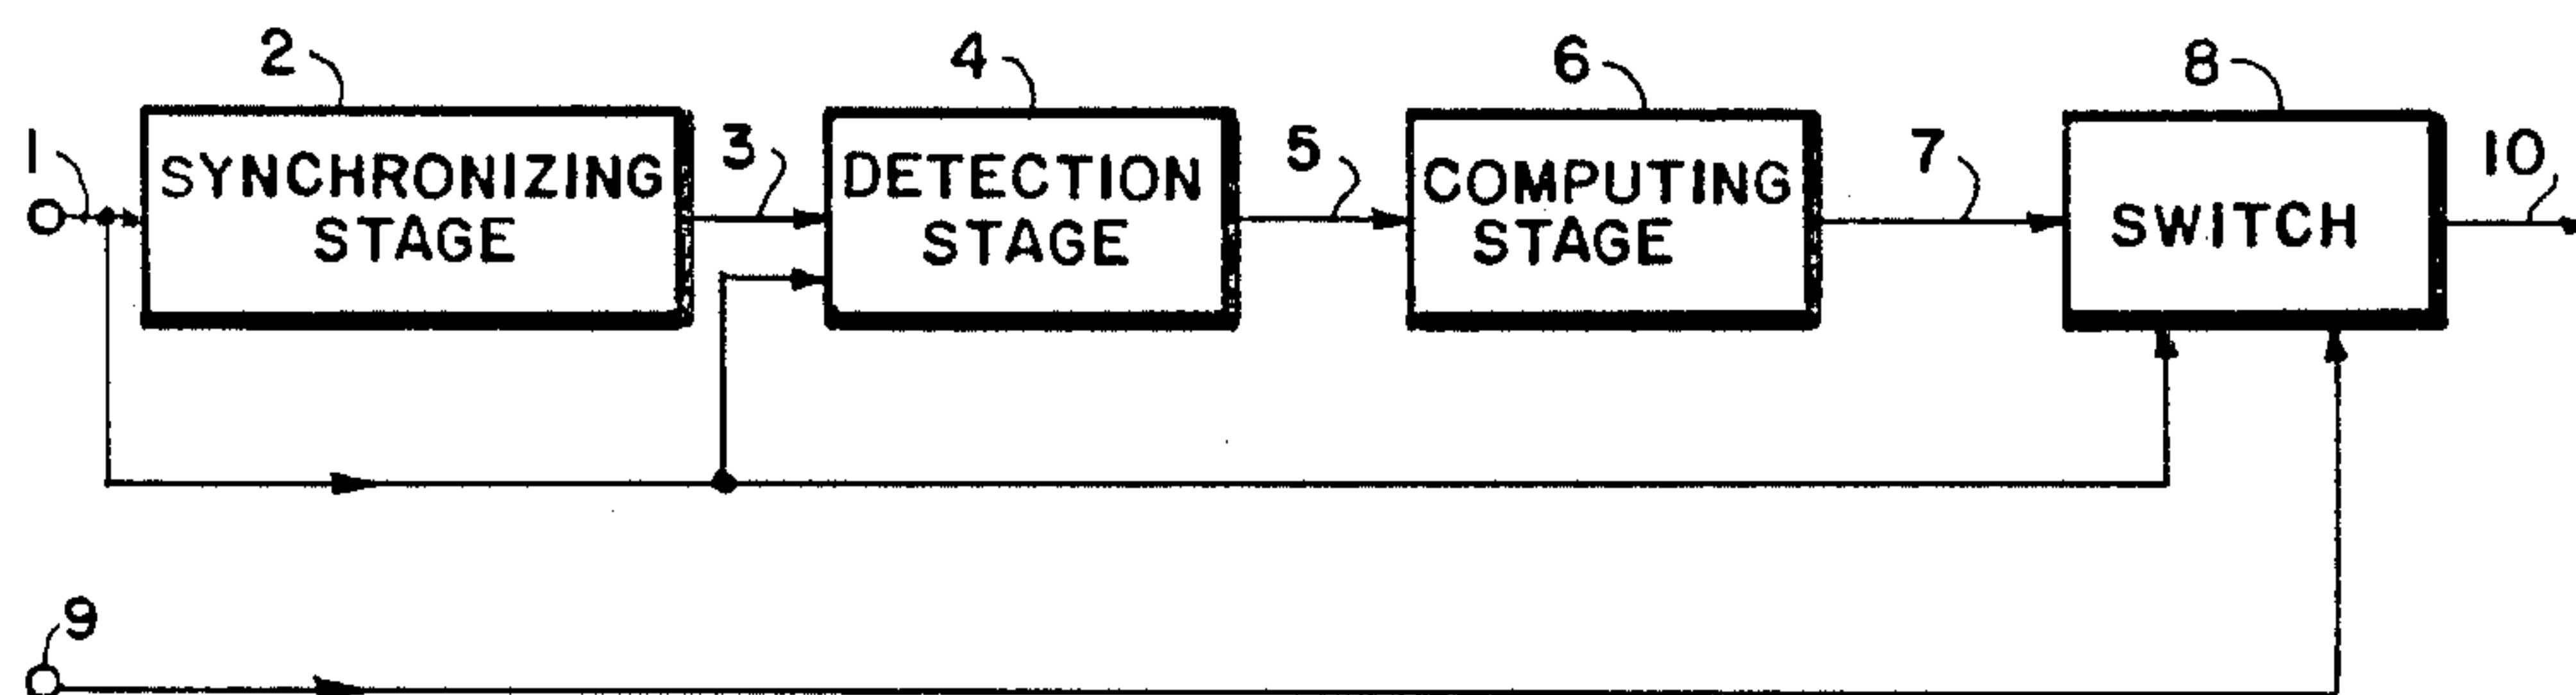 2
4
6
8
1
SYNCHRONIZING
STAGE
3
DETECTION
STAGE
5
COMPUTING
STAGE
7
SWITCH
10
9